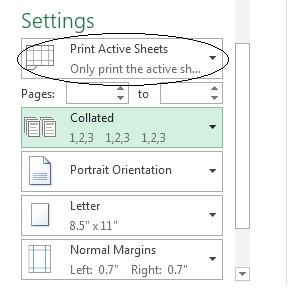 Settings
Print Active Sheets
Only print the active sh...
Pages: to
Collated
1,2,3 1,2,3 1,2,3
Portrait Orientation
Letter
8.5" x 11"
Normal Margins
Left: 0.7" Right: 0.7"